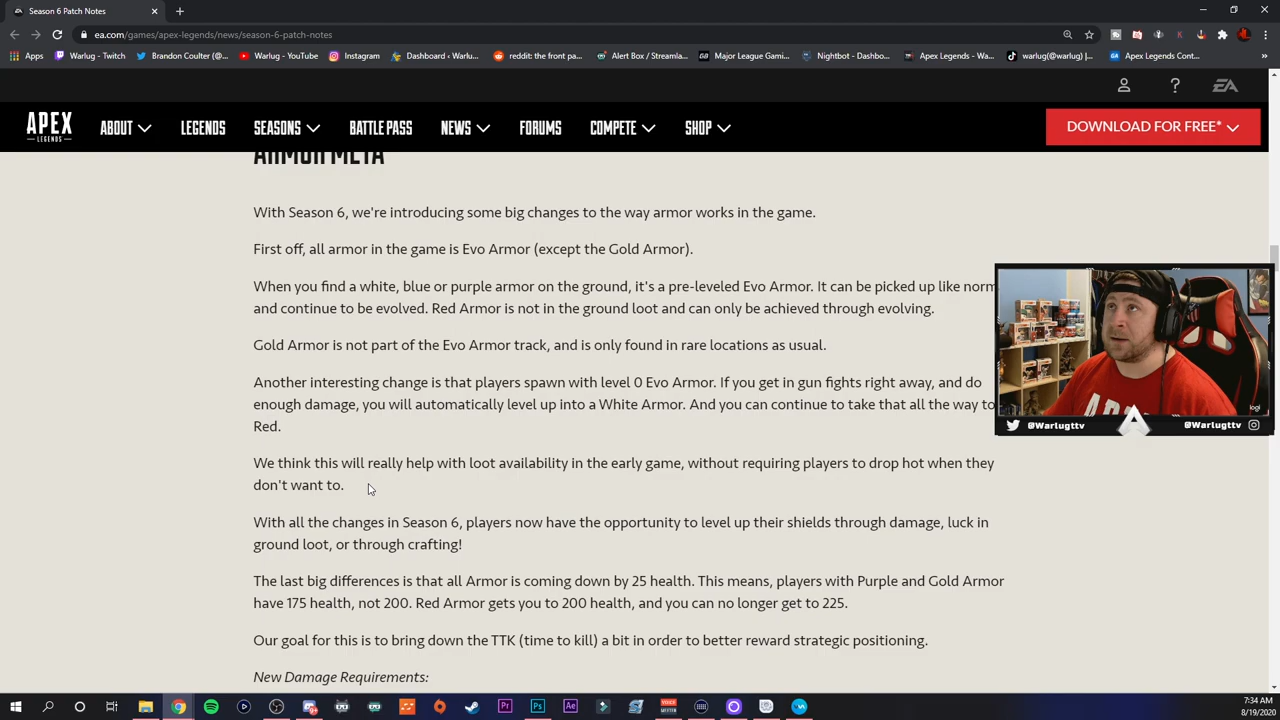 Season 6 Patch Notes
ea.com/games/apex-legends/news/season-6-patch-notes
Apps Warlug - Twitch Brandon Coulter (@... Warlug - YouTube Instagram Dashboard ‹ Warlu... reddit: the front pa... Alert Box / Streamla... Major League Gami... Nightbot - Dashbo... Apex Legends - Wa... warlug(@warlug) |... Apex Legends Cont...
EA
APEX
LEGENDS
ABOUT LEGENDS SEASONS BATTLE PASS NEWS FORUMS COMPETE SHOP DOWNLOAD FOR FREE*
ARMOR META
With Season 6, we're introducing some big changes to the way armor works in the game.
First off, all armor in the game is Evo Armor (except the Gold Armor).
When you find a white, blue or purple armor on the ground, it's a pre-leveled Evo Armor. It can be picked up like norm
and continue to be evolved. Red Armor is not in the ground loot and can only be achieved through evolving.
Gold Armor is not part of the Evo Armor track, and is only found in rare locations as usual.
Another interesting change is that players spawn with level 0 Evo Armor. If you get in gun fights right away, and do
enough damage, you will automatically level up into a White Armor. And you can continue to take that all the way to
Red.
We think this will really help with loot availability in the early game, without requiring players to drop hot when they
don't want to.
With all the changes in Season 6, players now have the opportunity to level up their shields through damage, luck in
ground loot, or through crafting!
The last big differences is that all Armor is coming down by 25 health. This means, players with Purple and Gold Armor
have 175 health, not 200. Red Armor gets you to 200 health, and you can no longer get to 225.
Our goal for this is to bring down the TTK (time to kill) a bit in order to better reward strategic positioning.
New Damage Requirements:
logi
@Warlugttv @Warlugttv
7:34 AM
8/19/2020